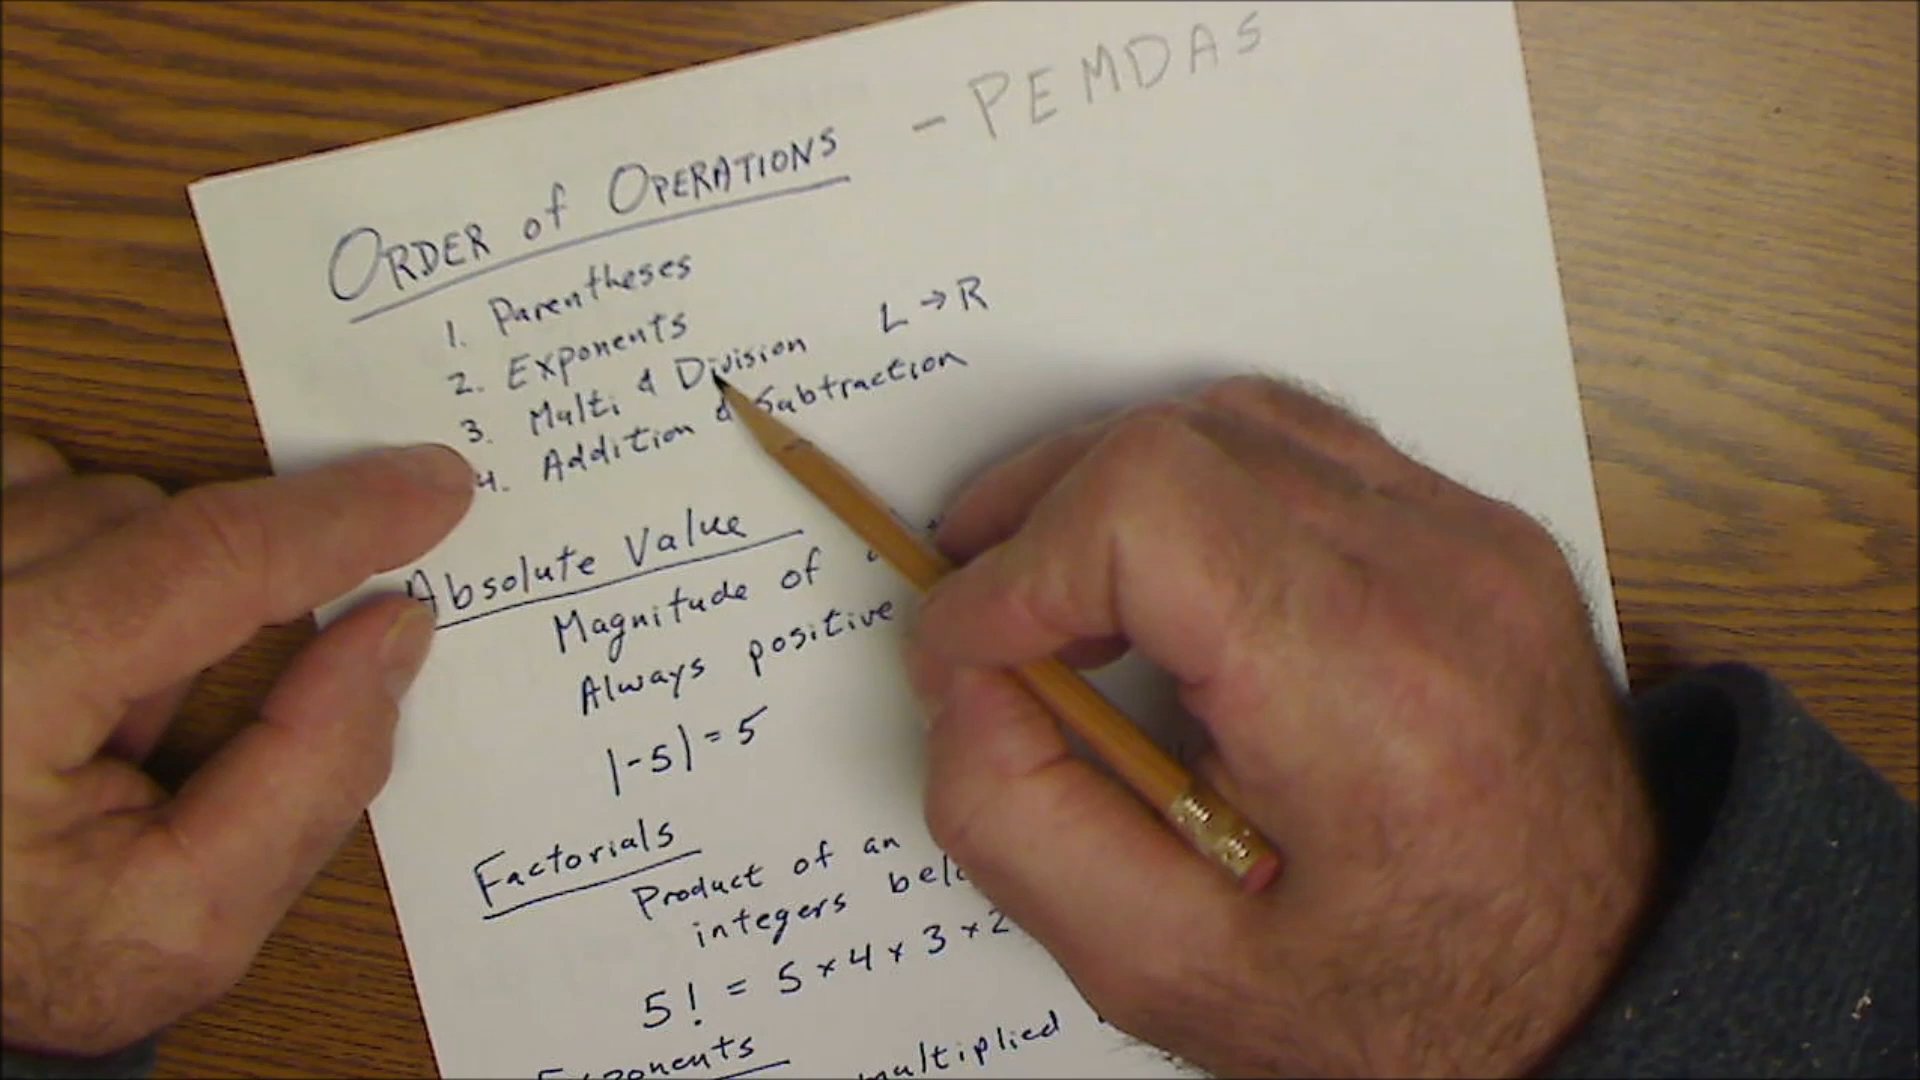 ORDER of OPERATIONS - PEMDAS
1. Parentheses
2. Exponents
3. Multi & Division L → R
4. Addition & Subtraction
Absolute Value
Magnitude of
Always positive
|-5| = 5
Factorials
Product of an
integers
5! = 5 × 4 × 3 × 2
Exponents
multiplied